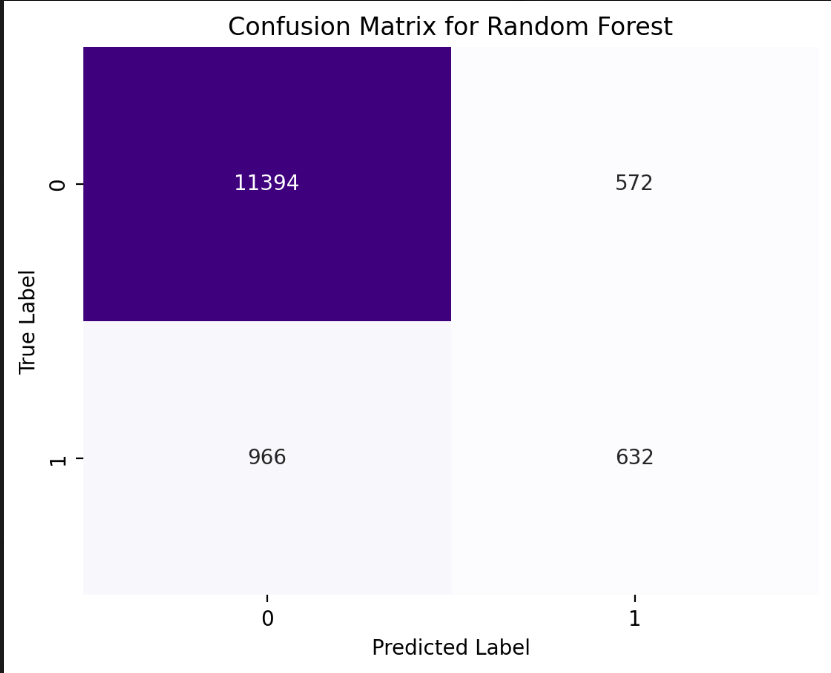 Confusion Matrix for Random Forest
0
11394
572
True Label
1
966
632
0
1
Predicted Label